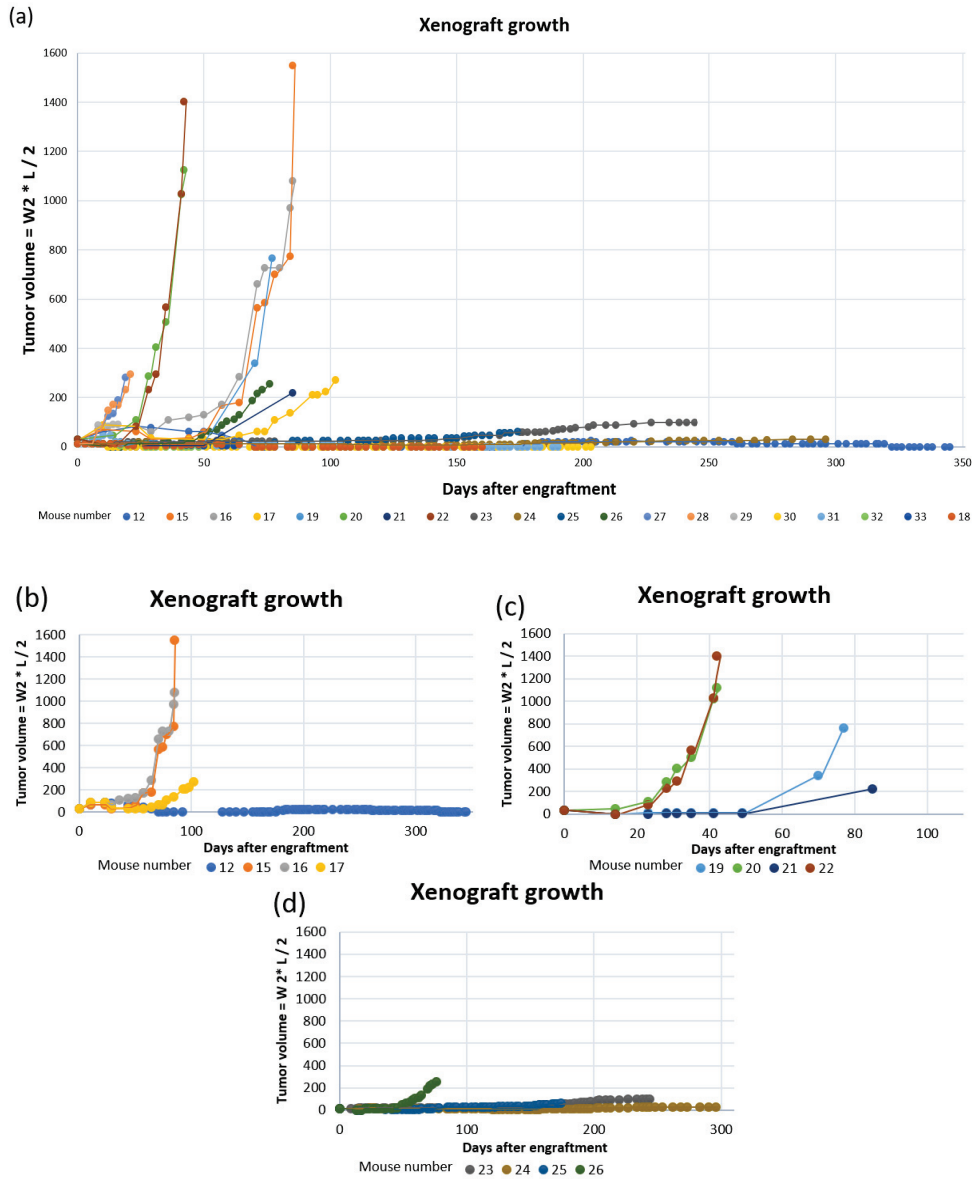 (a)
Xenograft growth
Tumor volume = W2 * L / 2
1600
1400
1200
1000
800
600
400
200
0
0 50 100 150 200 250 300 350
Days after engraftment
Mouse number 12 15 16 17 19 20 21 22 23 24 25 26 27 28 29 30 31 32 33 18
(b)
Xenograft growth
Tumor volume = W2 * L / 2
1600
1400
1200
1000
800
600
400
200
0
0 100 200 300
Days after engraftment
Mouse number 12 15 16 17
(c)
Xenograft growth
Tumor volume = W2 * L / 2
1600
1400
1200
1000
800
600
400
200
0
0 20 40 60 80 100
Days after engraftment
Mouse number 19 20 21 22
(d)
Xenograft growth
Tumor volume = W 2* L / 2
1600
1400
1200
1000
800
600
400
200
0
0 100 200 300
Days after engraftment
Mouse number 23 24 25 26